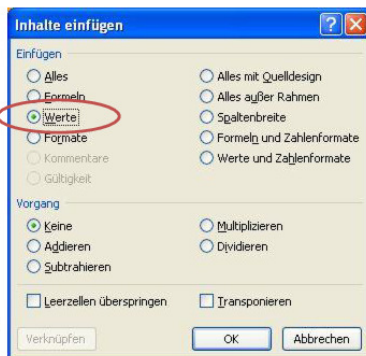 Inhalte einfügen
Einfügen
Alles
Alles mit Quelldesign
Formeln
Alles außer Rahmen
Werte
Spaltenbreite
Formate
Formeln und Zahlenformate
Kommentare
Werte und Zahlenformate
Gültigkeit
Vorgang
Keine
Multiplizieren
Addieren
Dividieren
Subtrahieren
Leerzellen überspringen
Transponieren
Verknüpfen
OK
Abbrechen